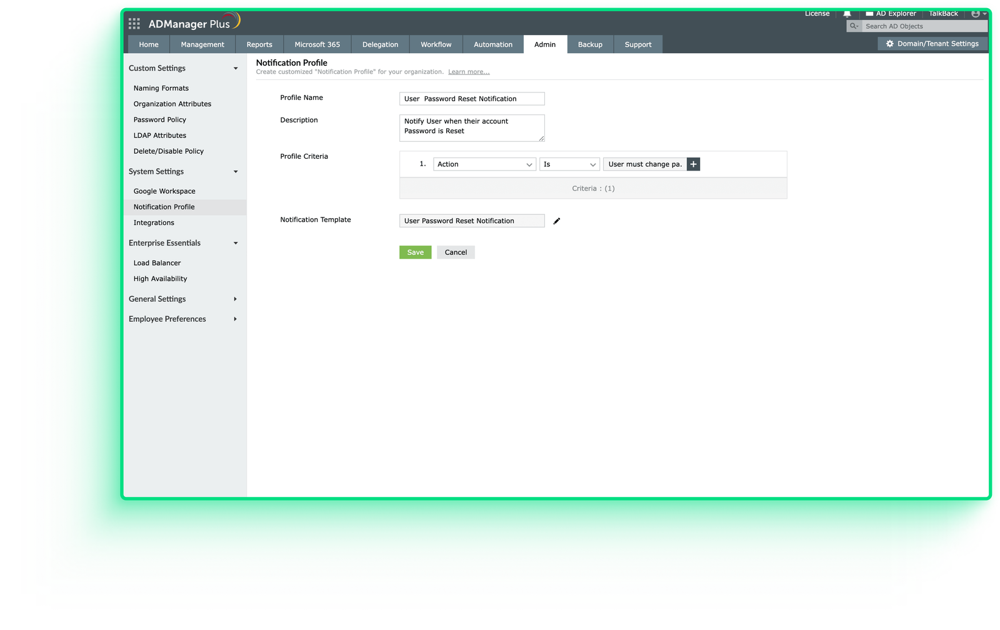 License
AD Explorer
TalkBack
ADManager Plus
Search AD Objects
Home
Management
Reports
Microsoft 365
Delegation
Workflow
Automation
Admin
Backup
Support
Domain/Tenant Settings
Custom Settings
Naming Formats
Organization Attributes
Password Policy
LDAP Attributes
Delete/Disable Policy
System Settings
Google Workspace
Notification Profile
Integrations
Enterprise Essentials
Load Balancer
High Availability
General Settings
Employee Preferences
Notification Profile
Create customized "Notification Profile" for your organization. Learn more...
Profile Name
User Password Reset Notification
Description
Notify User when their account
Password is Reset
Profile Criteria
1. Action Is User must change pa.
Criteria : (1)
Notification Template
User Password Reset Notification
Save
Cancel